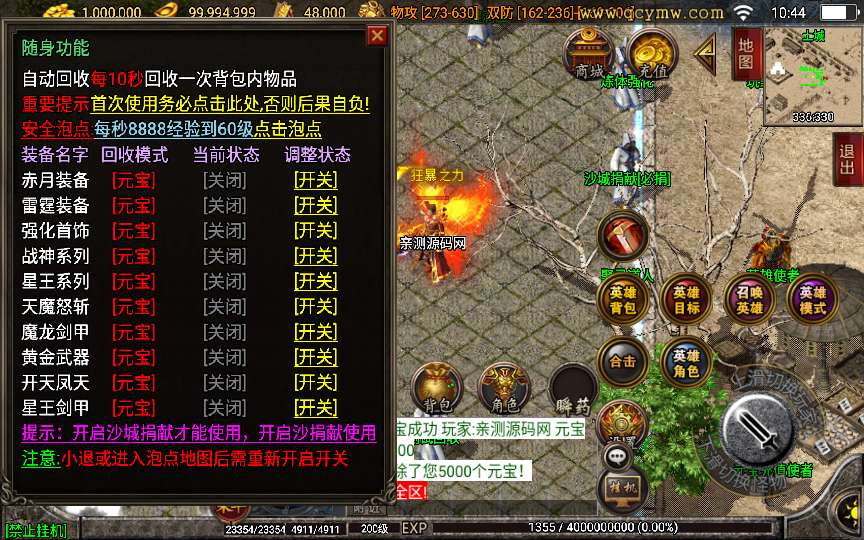 1,000,000 99,994,999 48,000 物攻 [273-630] 双防 [162-236]
www.qcymw.com
10:44
随身功能
自动回收每10秒回收一次背包内物品
重要提示首次使用务必点击此处,否则后果自负!
安全泡点每秒8888经验到60级点击泡点
装备名字 回收模式 当前状态 调整状态
赤月装备 [元宝] [关闭] [开关]
雷霆装备 [元宝] [关闭] [开关]
强化首饰 [元宝] [关闭] [开关]
战神系列 [元宝] [关闭] [开关]
星王系列 [元宝] [关闭] [开关]
天魔怒斩 [元宝] [关闭] [开关]
魔龙剑甲 [元宝] [关闭] [开关]
黄金武器 [元宝] [关闭] [开关]
开天凤天 [元宝] [关闭] [开关]
星王剑甲 [元宝] [关闭] [开关]
提示：开启沙城捐献才能使用，开启沙捐献使用
注意:小退或进入泡点地图后需重新开启开关
商城
充值
地图
土城
336:330
退出
炼体强化
沙城捐献[必捐]
狂暴之力
亲测源码网
英雄使者
英雄背包
英雄目标
召唤英雄
英雄模式
合击
英雄角色
背包
角色
瞬药
挂机
宝成功 玩家:亲测源码网 元宝
除了您5000个元宝!
全区!
[禁止挂机]
23354/23354 4911/4911 200级 EXP 1355 / 4000000000 (0.00%)
附近